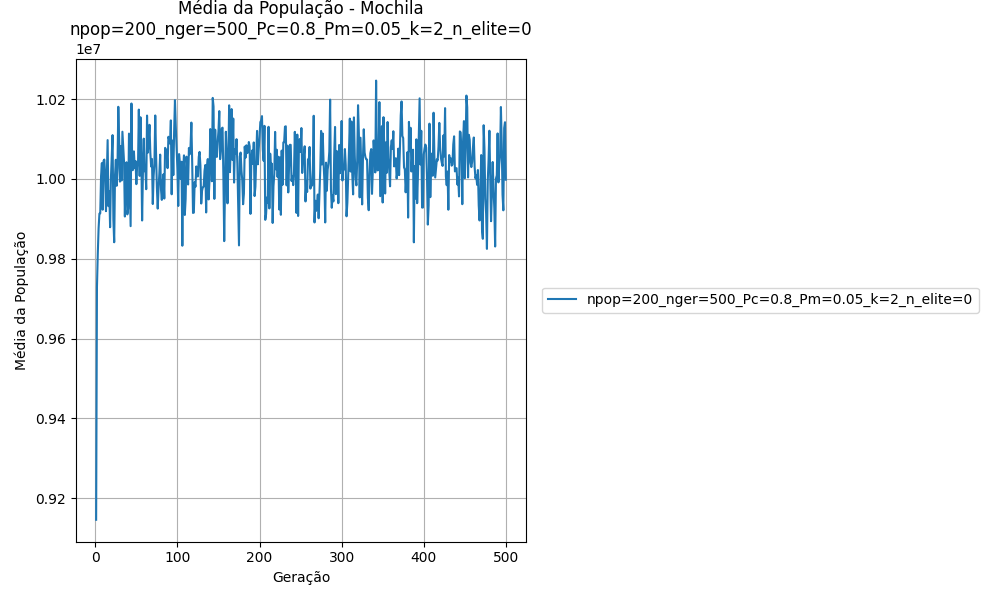 Média da População - Mochila
npop=200_nger=500_Pc=0.8_Pm=0.05_k=2_n_elite=0
1e7
1.02
1.00
0.98
0.96
0.94
0.92
Média da População
0 100 200 300 400 500
Geração
npop=200_nger=500_Pc=0.8_Pm=0.05_k=2_n_elite=0